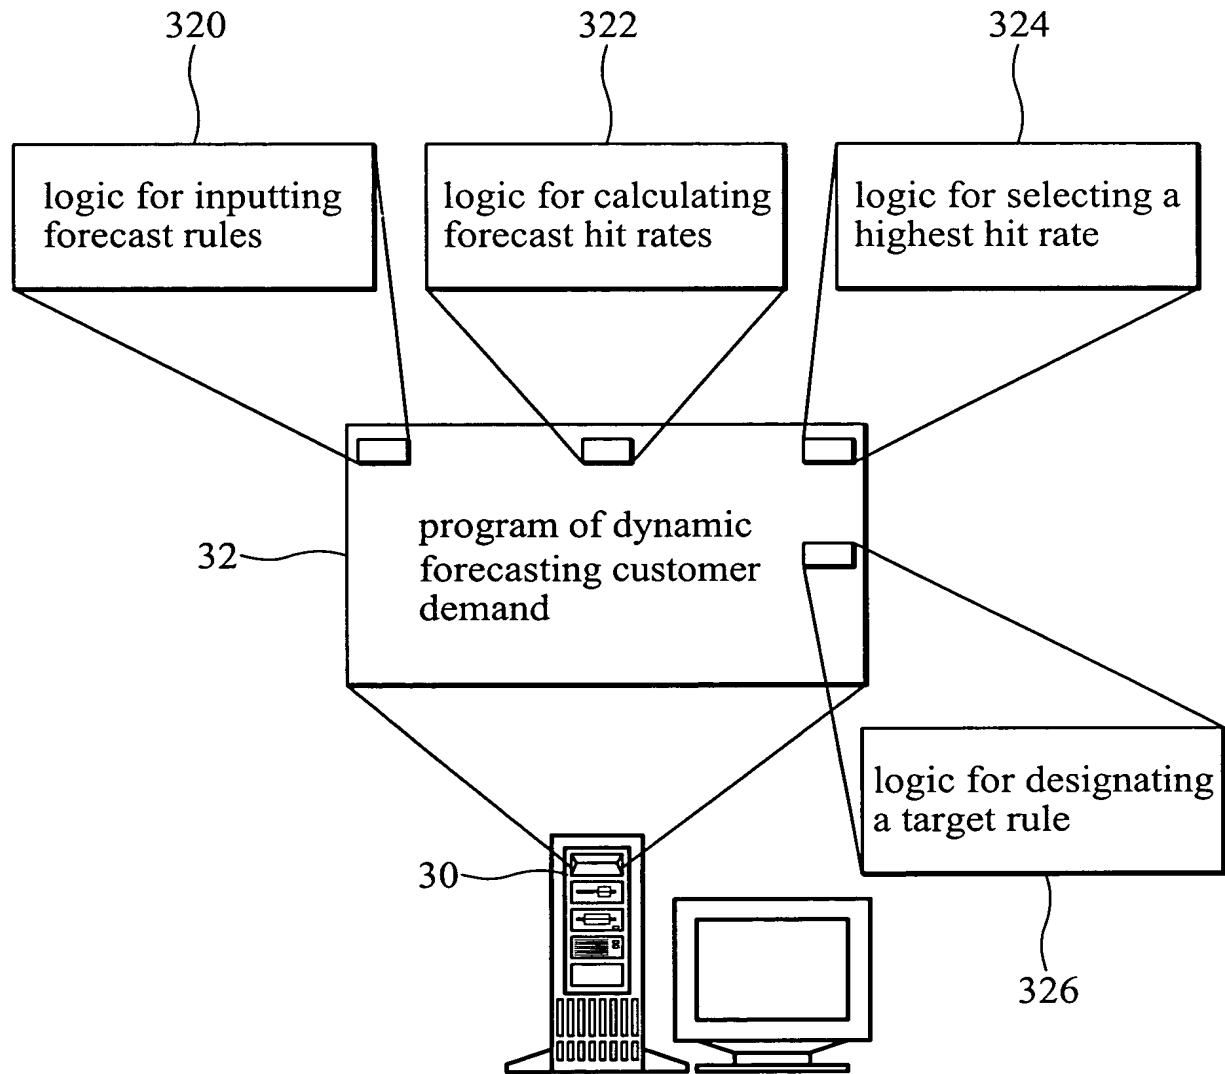 320
322
324
logic for inputting
forecast rules
logic for calculating
forecast hit rates
logic for selecting a
highest hit rate
32
program of dynamic
forecasting customer
demand
logic for designating
a target rule
30
326